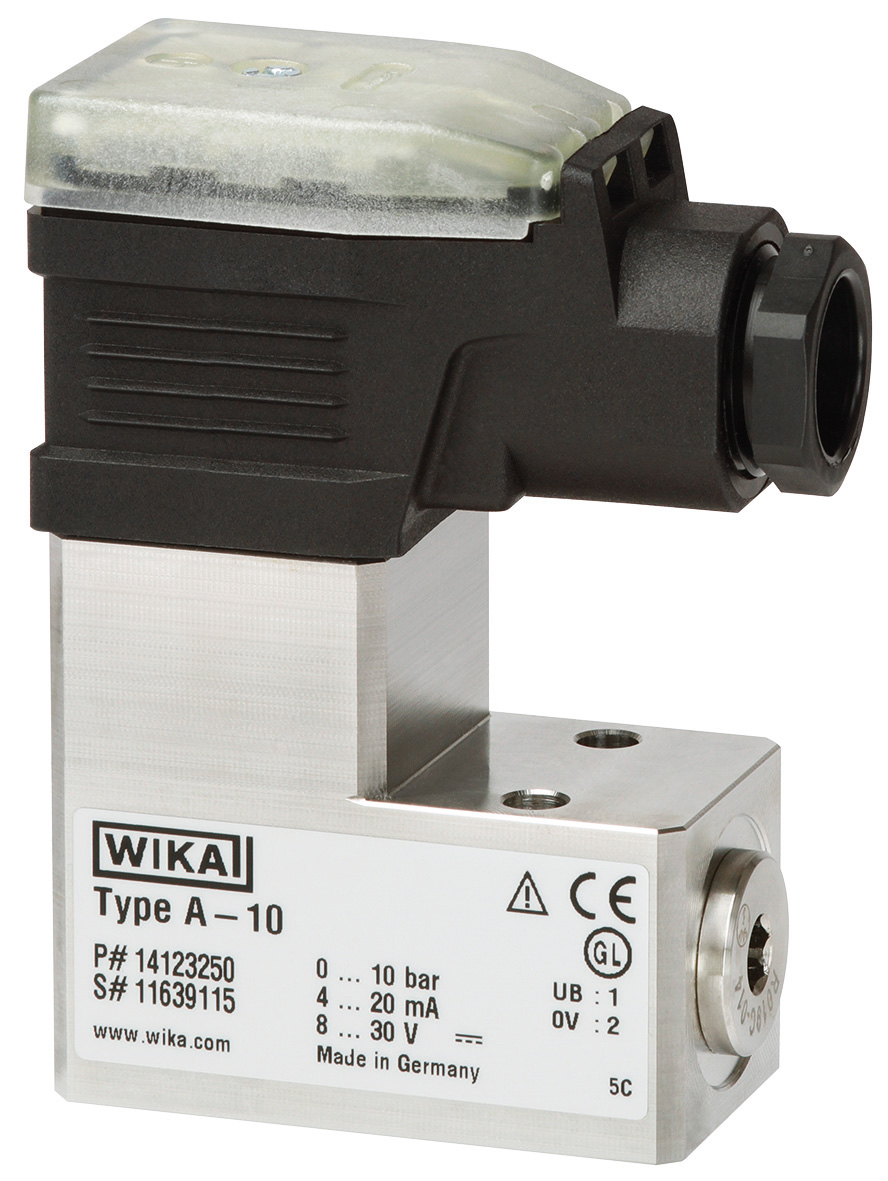 WIKA
Type A – 10
P# 14123250
S# 11639115
www.wika.com
0 ... 10 bar
4 ... 20 mA
8 ... 30 V
Made in Germany
CE
GL
UB : 1
0V : 2
5C